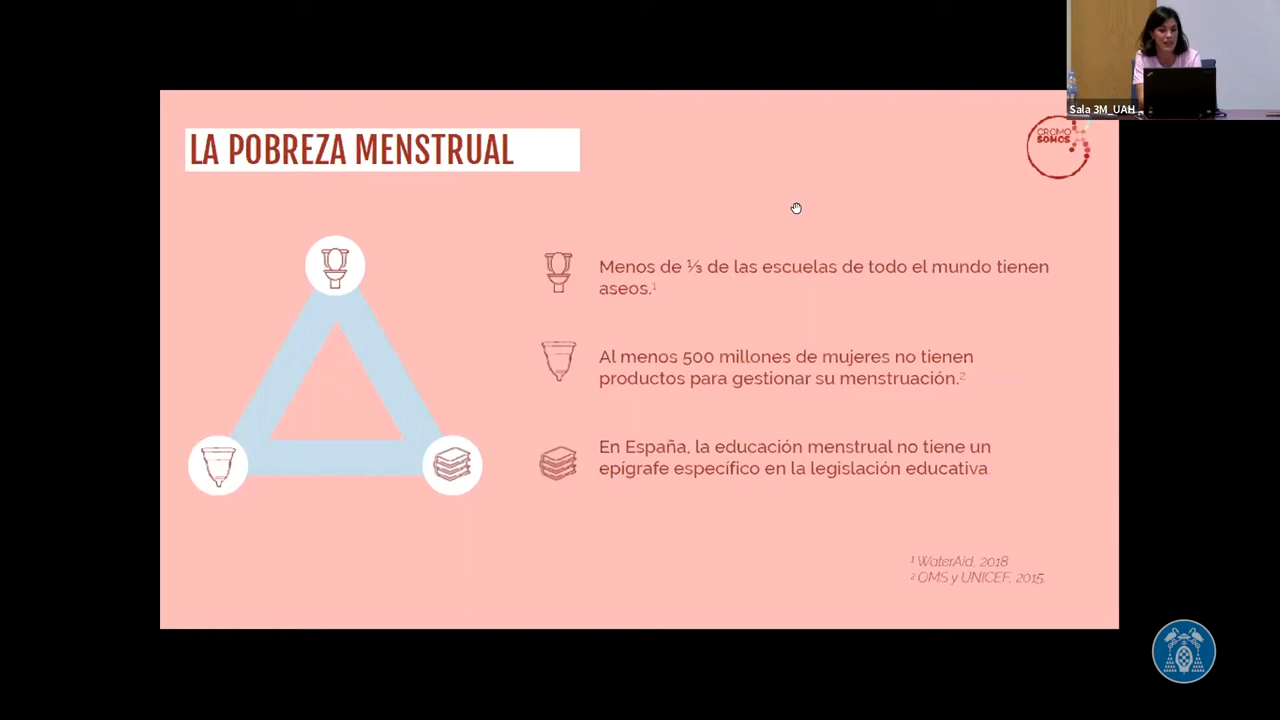 Sala 3M_UAH
LA POBREZA MENSTRUAL
CROMO
SOMOS
Menos de ⅓ de las escuelas de todo el mundo tienen
aseos.¹
Al menos 500 millones de mujeres no tienen
productos para gestionar su menstruación.²
En España, la educación menstrual no tiene un
epígrafe específico en la legislación educativa.
¹ WaterAid, 2018
² OMS y UNICEF, 2015.